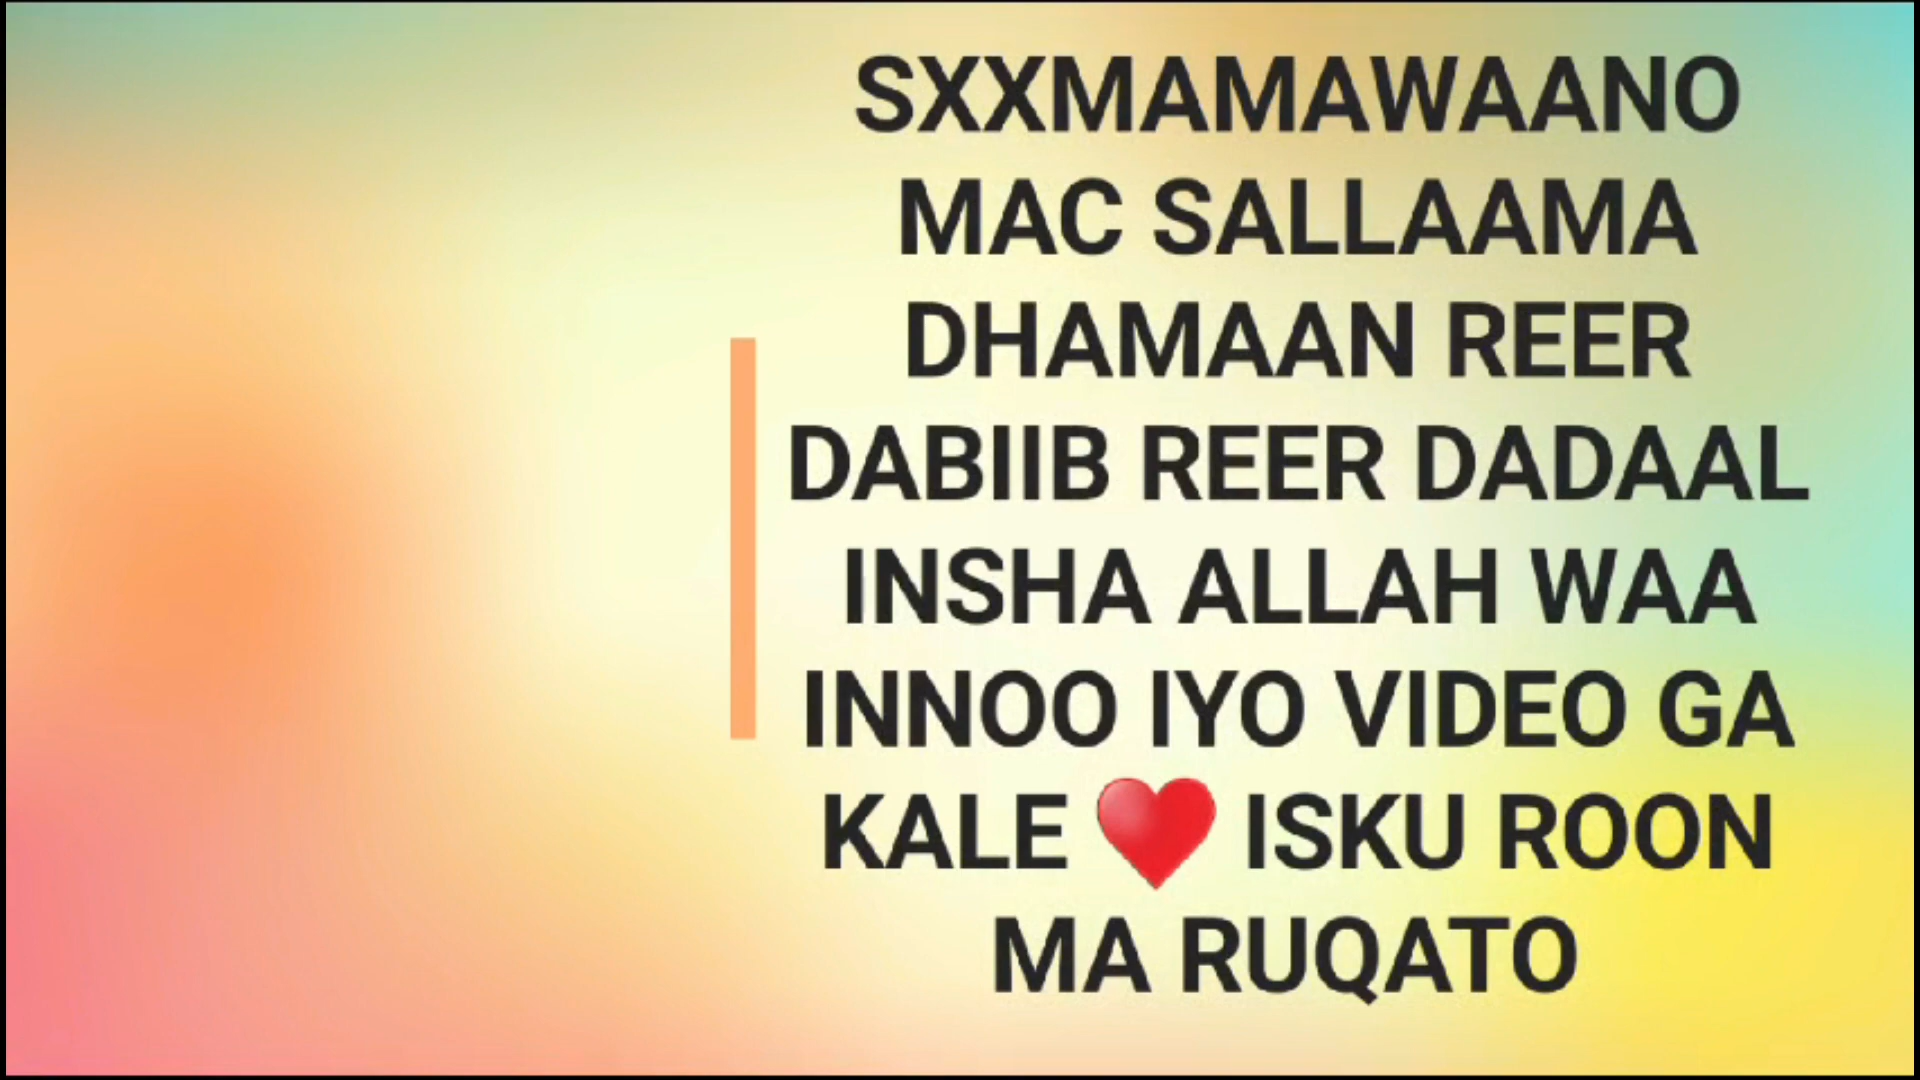 SXXMAMAWAANO
MAC SALLAAMA
DHAMAAN REER
DABIIB REER DADAAL
INSHA ALLAH WAA
INNOO IYO VIDEO GA
KALE ❤️ ISKU ROON
MA RUQATO